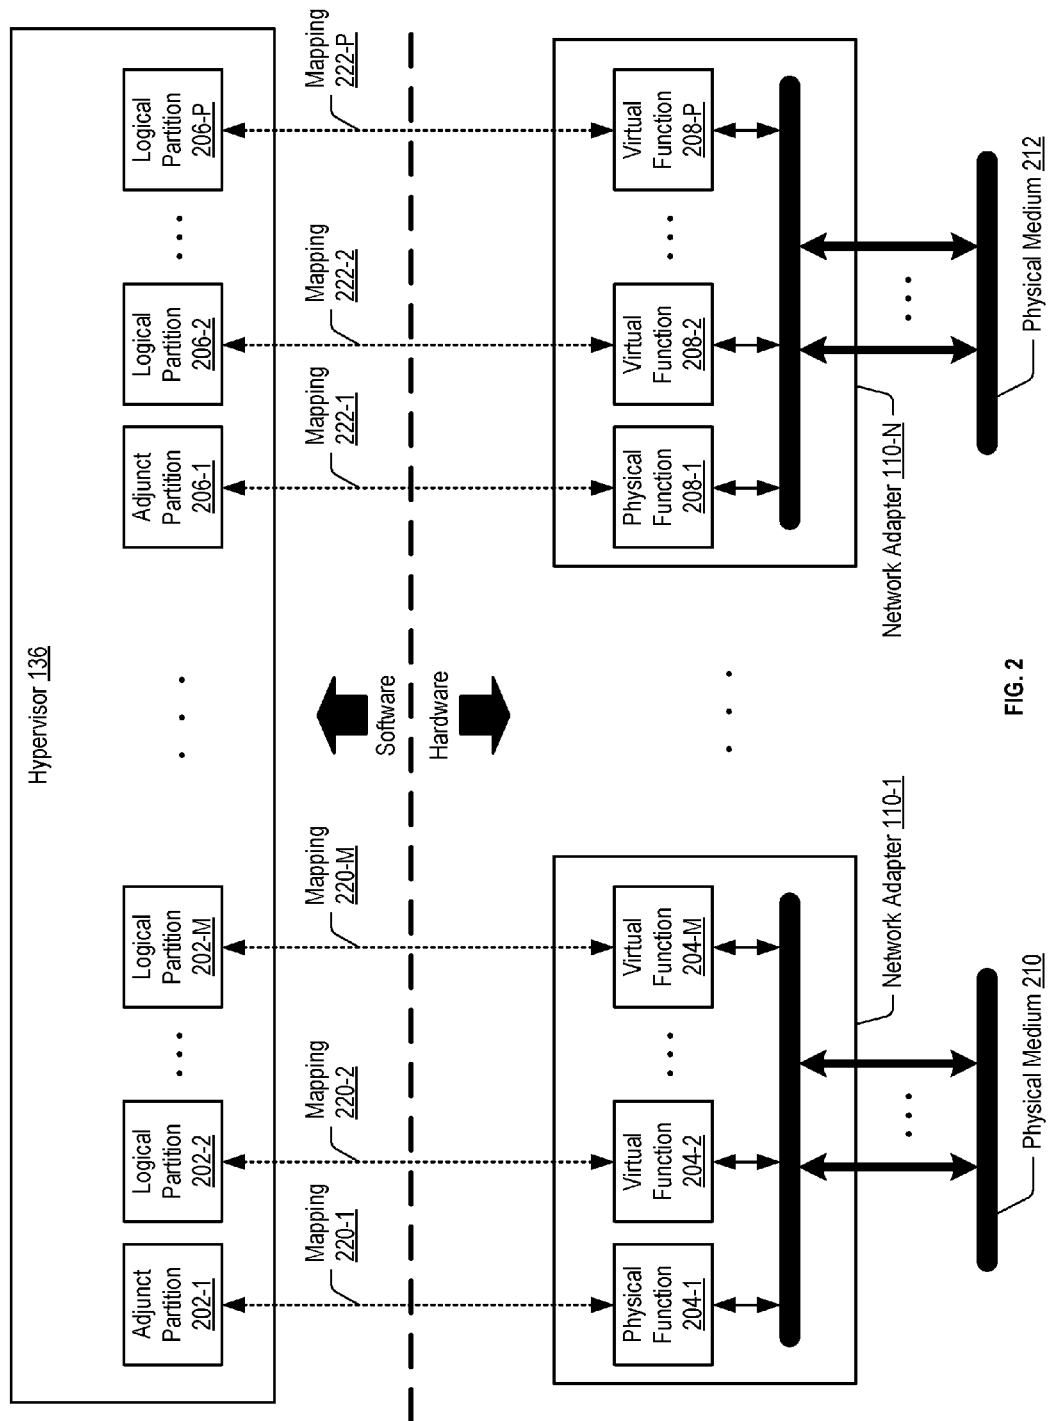 Hypervisor 136
Adjunct
Partition
202-1
Logical
Partition
202-2
Logical
Partition
202-M
Adjunct
Partition
206-1
Logical
Partition
206-2
Logical
Partition
206-P
Mapping
220-1
Mapping
220-2
Mapping
220-M
Mapping
222-1
Mapping
222-2
Mapping
222-P
Software
Hardware
Physical
Function
204-1
Virtual
Function
204-2
Virtual
Function
204-M
Physical
Function
208-1
Virtual
Function
208-2
Virtual
Function
208-P
Network Adapter 110-1
Network Adapter 110-N
Physical Medium 210
Physical Medium 212
FIG. 2